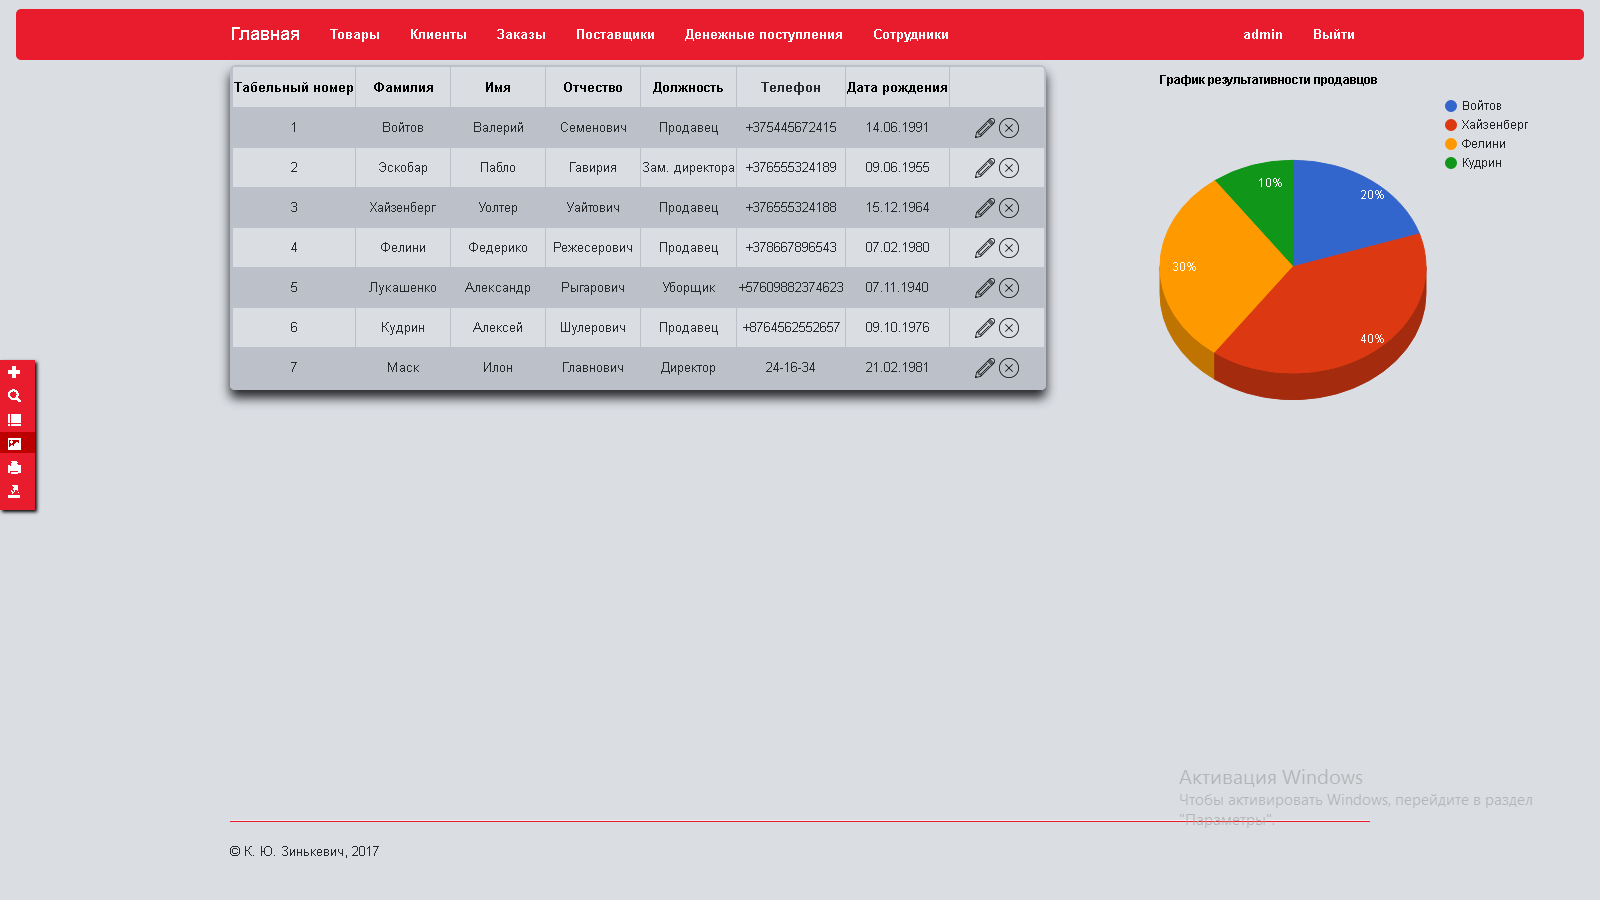 Главная Товары Клиенты Заказы Поставщики Денежные поступления Сотрудники admin Выйти
Табельный номер Фамилия Имя Отчество Должность Телефон Дата рождения
1 Войтов Валерий Семенович Продавец +375445672415 14.06.1991
2 Эскобар Пабло Гавирия Зам. директора +376555324189 09.06.1955
3 Хайзенберг Уолтер Уайтович Продавец +376555324188 15.12.1964
4 Фелини Федерико Режесерович Продавец +378667896543 07.02.1980
5 Лукашенко Александр Рыгарович Уборщик +57609882374623 07.11.1940
6 Кудрин Алексей Шулерович Продавец +8764562552657 09.10.1976
7 Маск Илон Главнович Директор 24-16-34 21.02.1981
График результативности продавцов
Войтов
Хайзенберг
Фелини
Кудрин
10%
20%
30%
40%
Активация Windows
Чтобы активировать Windows, перейдите в раздел
"Параметры".
© К. Ю. Зинькевич, 2017